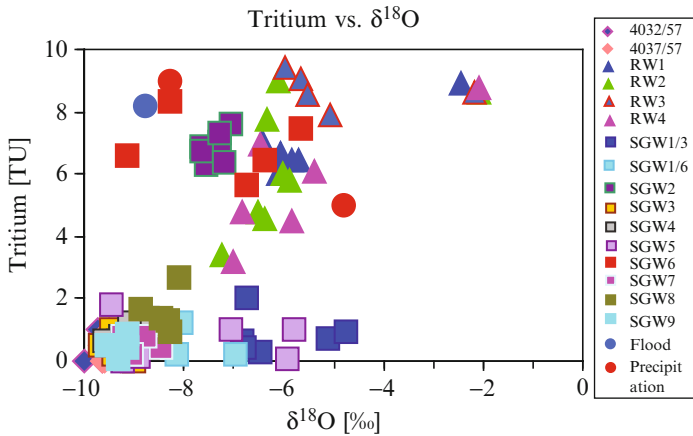 Tritium vs. δ¹⁸O
10
8
6
4
2
0
Tritium [TU]
−10
−8
−6
−4
−2
0
δ¹⁸O [‰]
4032/57
4037/57
RW1
RW2
RW3
RW4
SGW1/3
SGW1/6
SGW2
SGW3
SGW4
SGW5
SGW6
SGW7
SGW8
SGW9
Flood
Precipit
ation